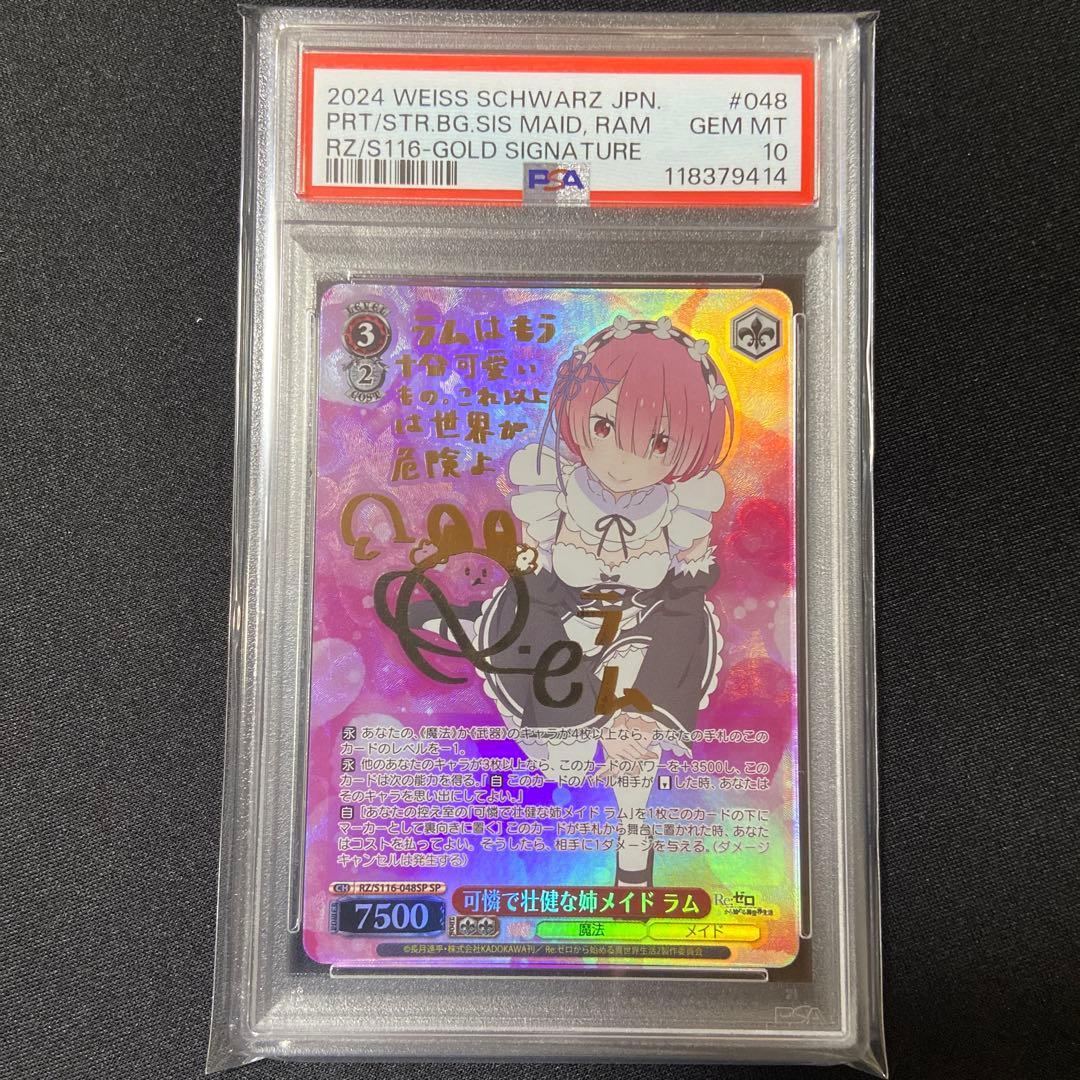 2024 WEISS SCHWARZ JPN. #048
PRT/STR.BG.SIS MAID, RAM GEM MT
RZ/S116-GOLD SIGNATURE 10
PSA 118379414
LEVEL
3
2
COST
ラムはもう
十分可愛い
もの。これ以上
は世界が
危険よ
ラム
永 あなたの、《魔法》か《武器》のキャラが4枚以上なら、あなたの手札のこの
カードのレベルを－1。
永 他のあなたのキャラが3枚以上なら、このカードのパワーを＋3500し、この
カードは次の能力を得る。「自 このカードのバトル相手が した時、あなたは
そのキャラを思い出にしてよい。」
自 ［あなたの控え室の「可憐で壮健な姉メイド ラム」を1枚このカードの下に
マーカーとして裏向きに置く］ このカードが手札から舞台に置かれた時、あなた
はコストを払ってよい。そうしたら、相手に1ダメージを与える。（ダメージ
キャンセルは発生する）
CH RZ/S116-048SP SP
可憐で壮健な姉メイド ラム
Re:ゼロ
から始める異世界生活
POWER 7500 SOUL 魔法 メイド
©長月達平・株式会社KADOKAWA刊／Re:ゼロから始める異世界生活2製作委員会
PSA